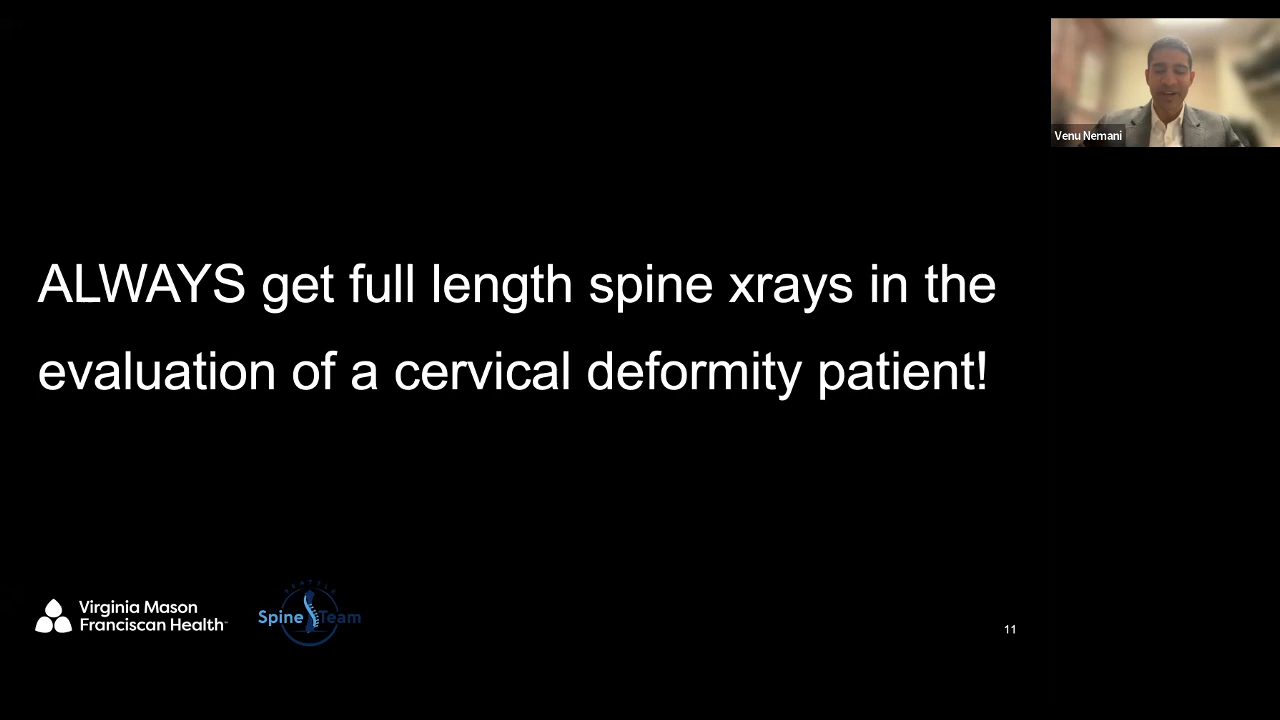 Venu Nemani
ALWAYS get full length spine xrays in the
evaluation of a cervical deformity patient!
Virginia Mason
Franciscan Health
SEATTLE
Spine Team
11